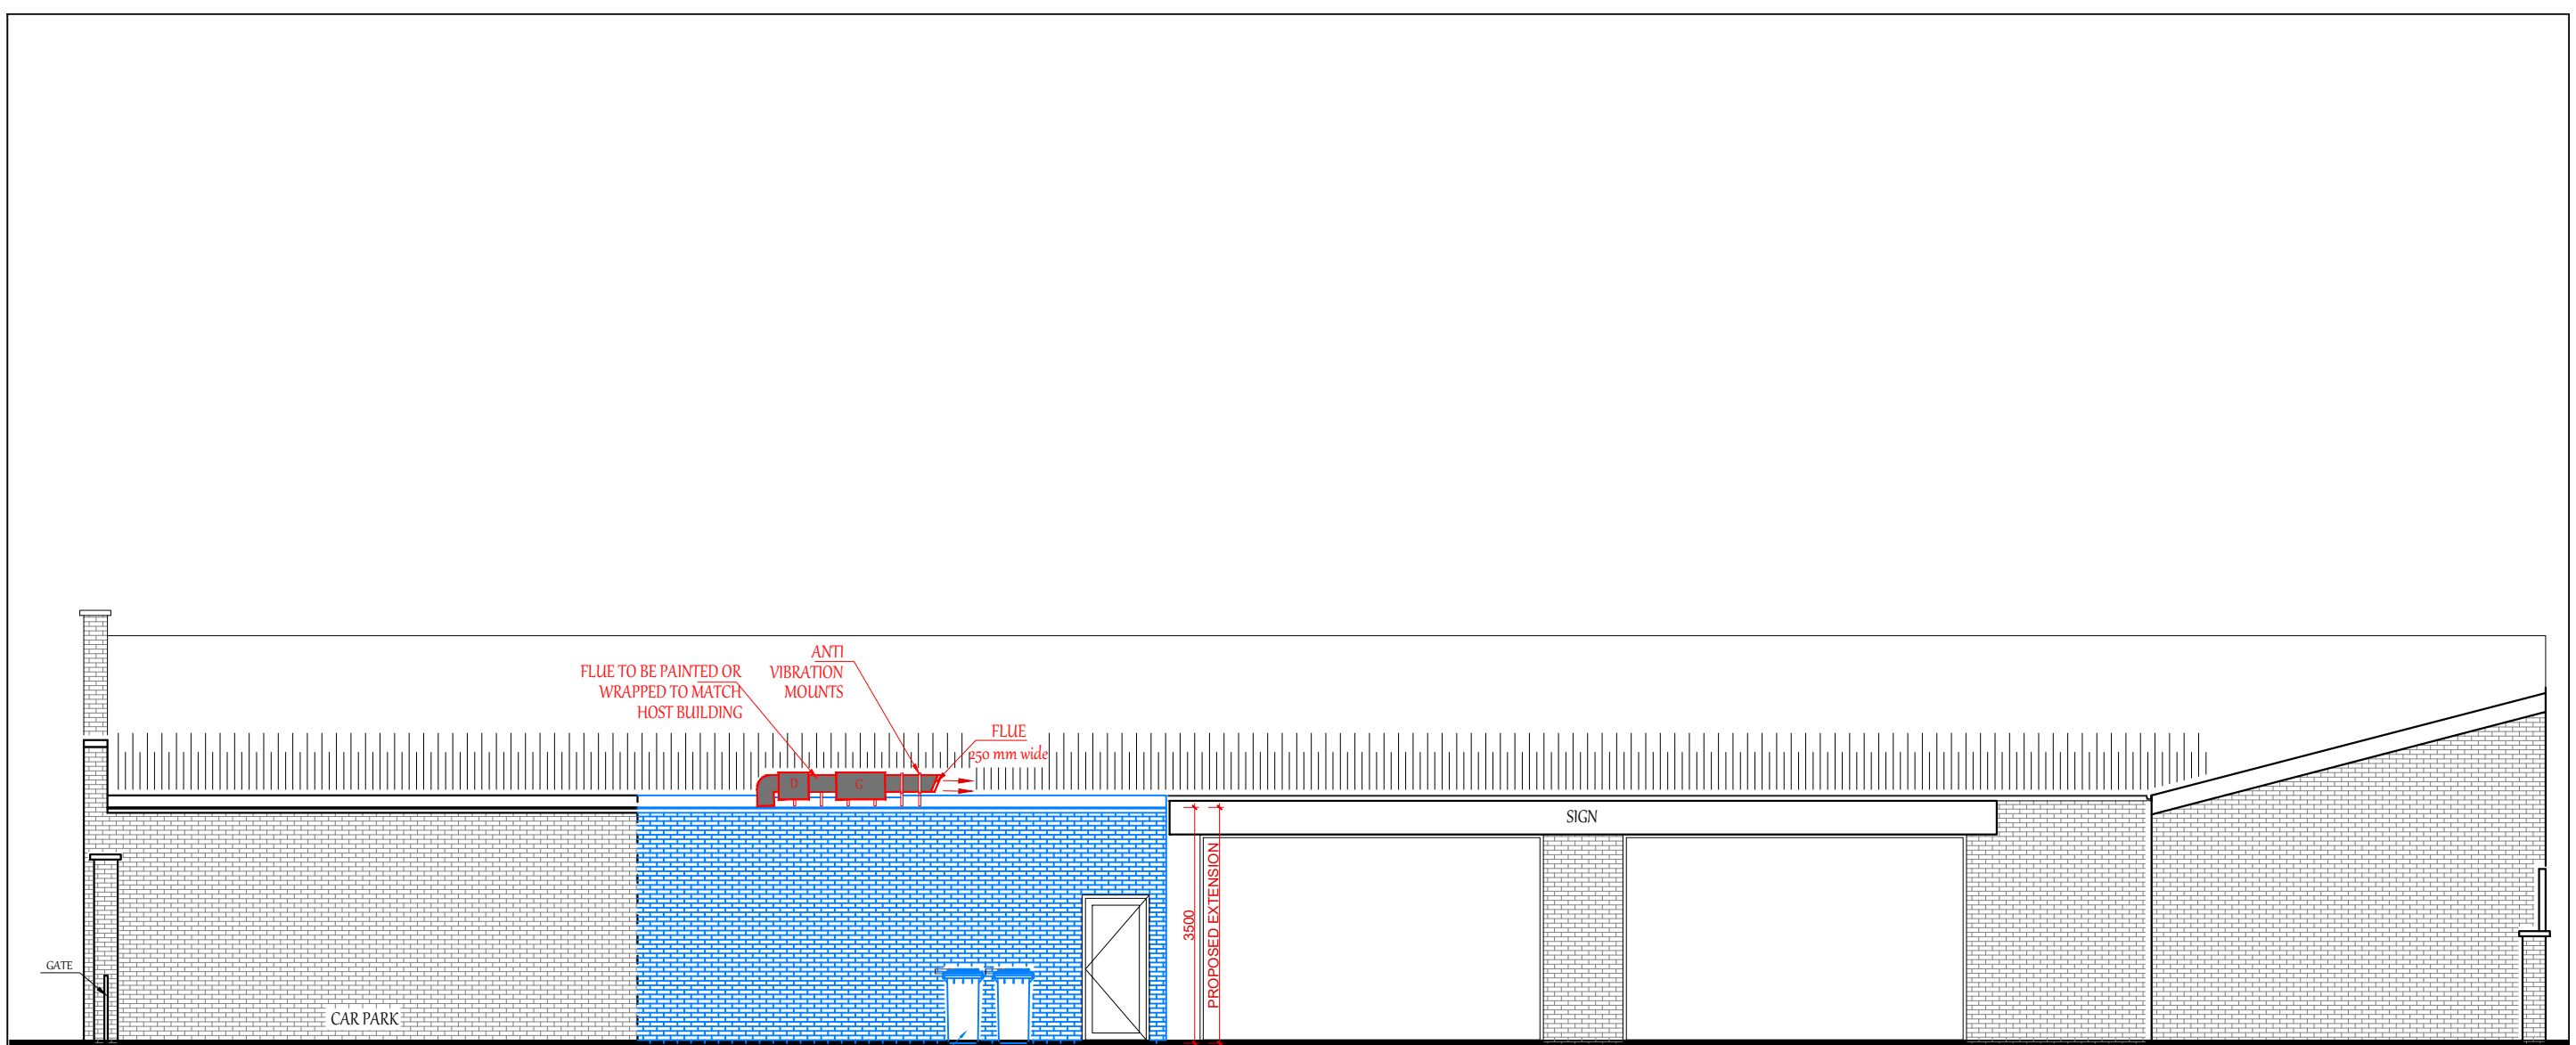 ANTI
VIBRATION
MOUNTS
FLUE TO BE PAINTED OR
WRAPPED TO MATCH
HOST BUILDING
FLUE
250 mm wide
D
G
SIGN
3500
PROPOSED EXTENSION
GATE
CAR PARK